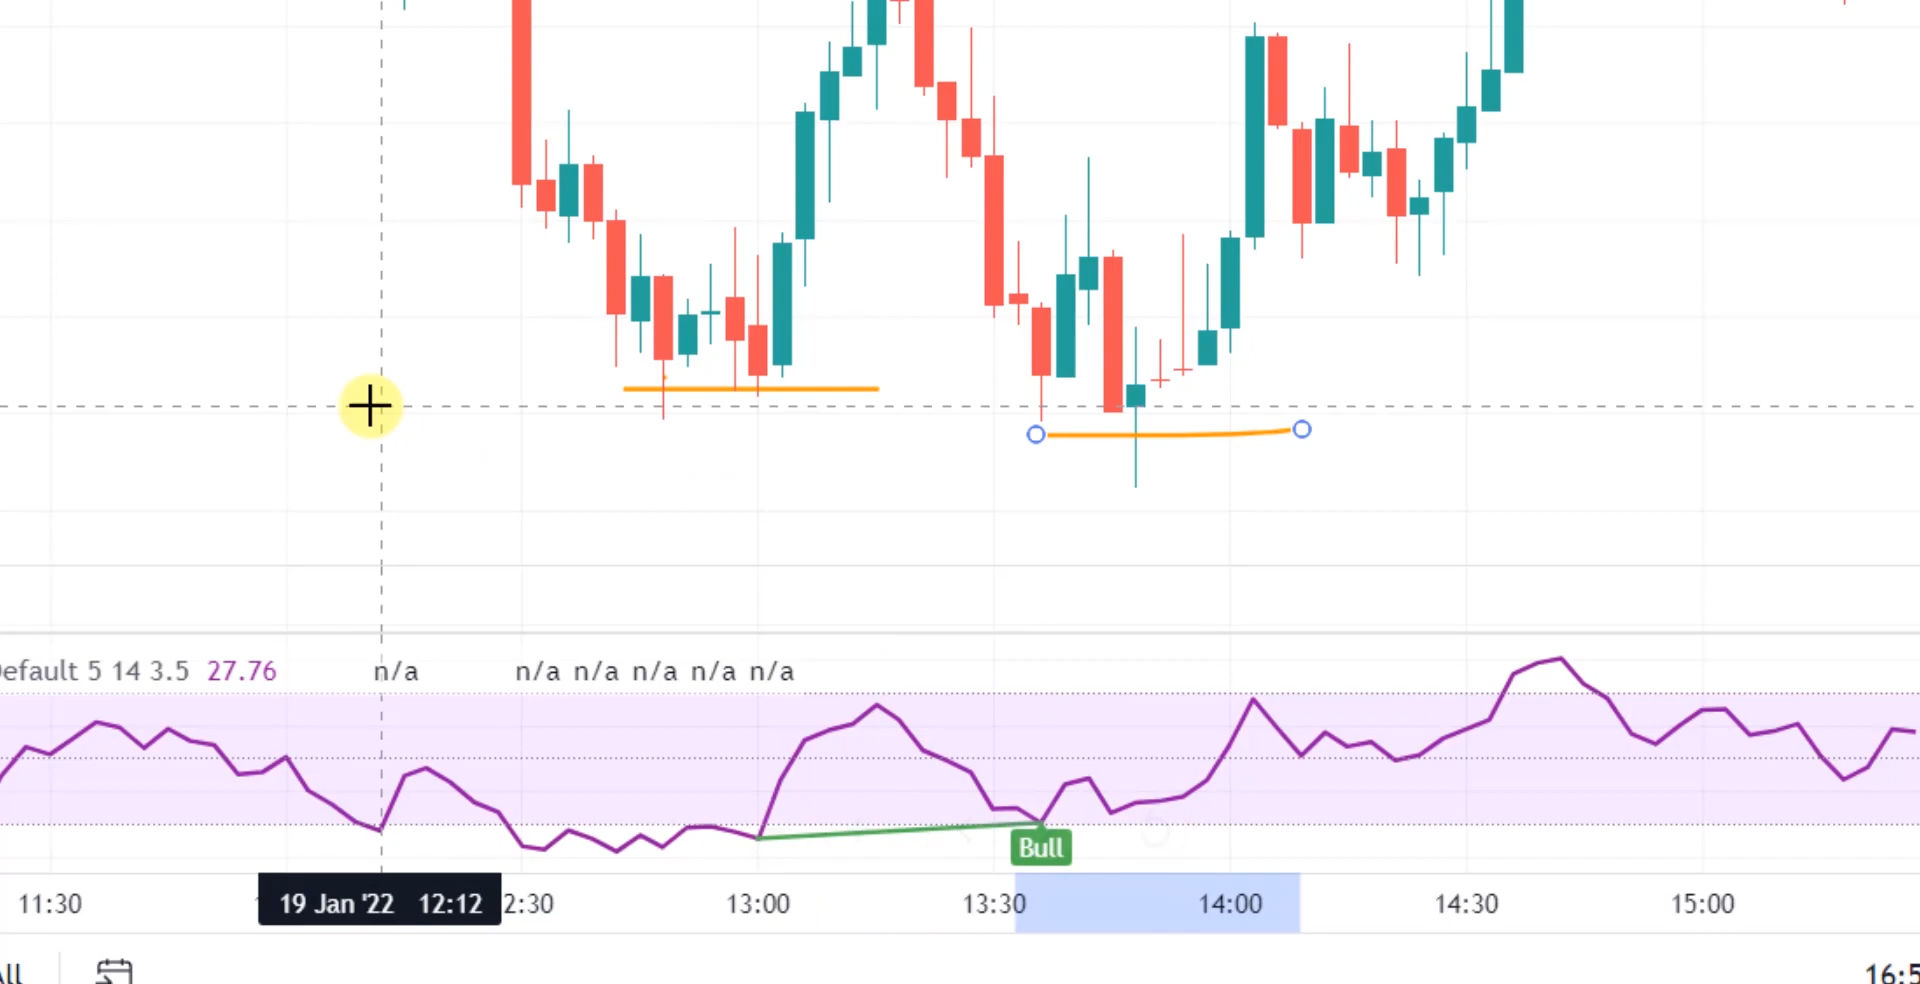 efault 5 14 3.5 27.76 n/a n/a n/a n/a n/a n/a
Bull
11:30 19 Jan '22 12:12 2:30 13:00 13:30 14:00 14:30 15:00
All 16:5